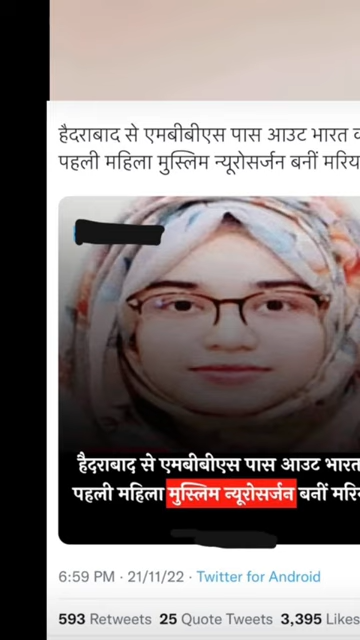 हैदराबाद से एमबीबीएस पास आउट भारत
पहली महिला मुस्लिम न्यूरोसर्जन बनीं
हैदराबाद से एमबीबीएस पास आउट भारत
पहली महिला मुस्लिम न्यूरोसर्जन बनीं
6:59 PM · 21/11/22 · Twitter for Android
593 Retweets 25 Quote Tweets 3,395 Likes